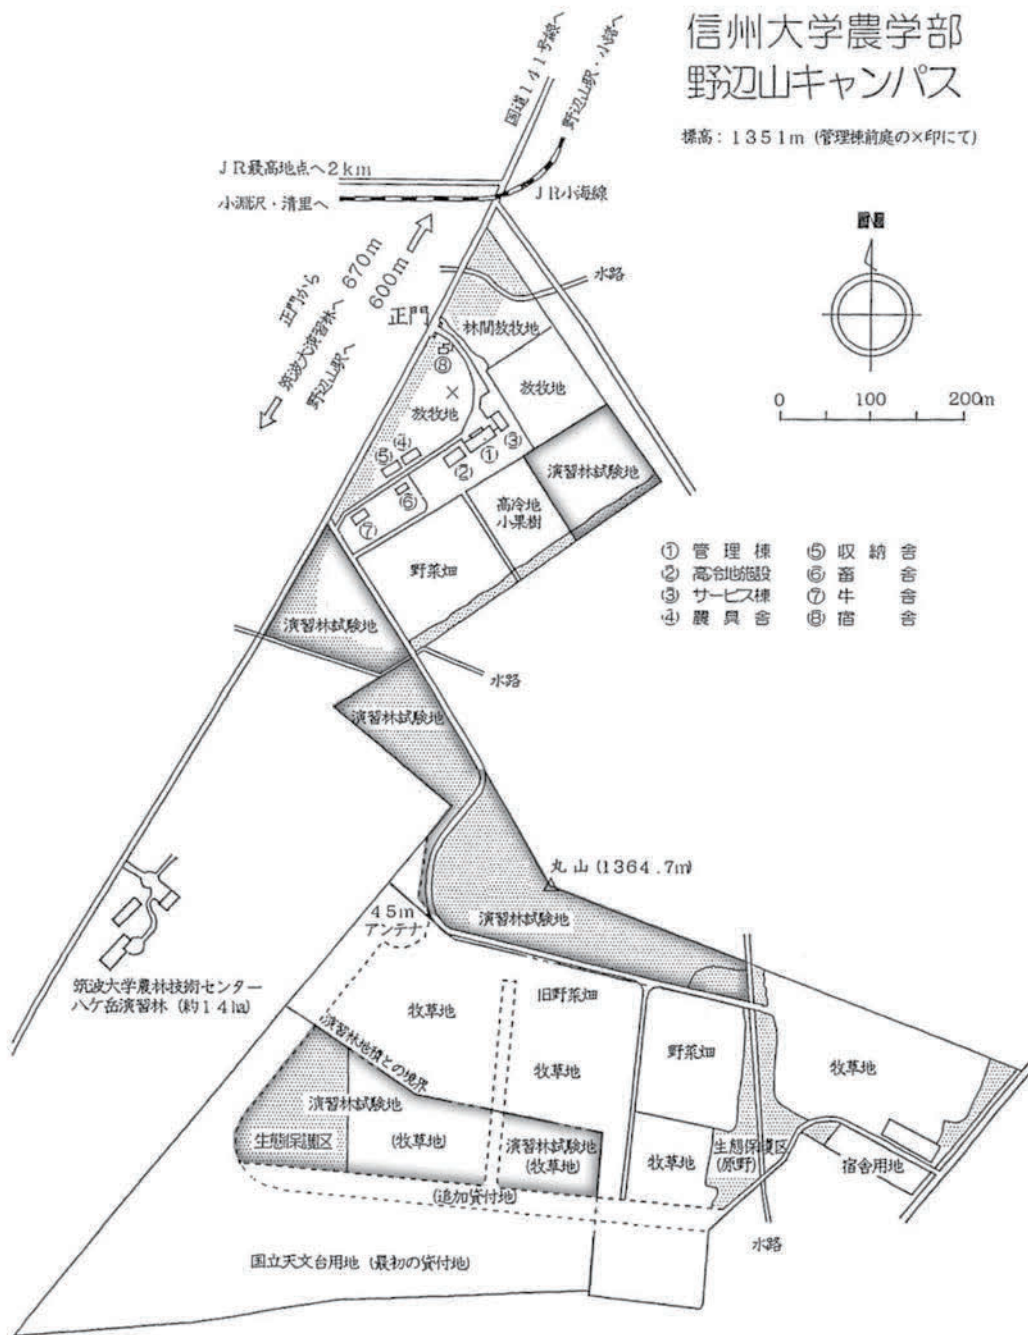 信州大学農学部
野辺山キャンパス
標高：1351m (管理棟前庭の×印にて)
国道141号線へ
野辺山駅・小諸へ
JR最高地点へ2km
小淵沢・清里へ
JR小海線
N
正門から
筑波大演習林へ 670m
野辺山駅へ 600m
水路
正門
林間放牧地
⑧
放牧地
×
放牧地
0 100 200m
③
①
②
④
⑤
⑥
⑦
演習林試験地
高冷地
小果樹
野菜畑
① 管理棟
② 高冷地施設
③ サービス棟
④ 農具舎
⑤ 収納舎
⑥ 畜舎
⑦ 牛舎
⑧ 宿舎
演習林試験地
水路
演習林試験地
丸山 (1364.7m)
演習林試験地
45m
アンテナ
筑波大学農林技術センター
八ケ岳演習林 (約14ha)
旧野菜畑
牧草地
演習林地積との境界
野菜畑
牧草地
牧草地
演習林試験地
生態保護区
(牧草地)
演習林試験地
(牧草地)
牧草地
生態保護区
(原野)
宿舎用地
(追加貸付地)
水路
国立天文台用地 (最初の貸付地)